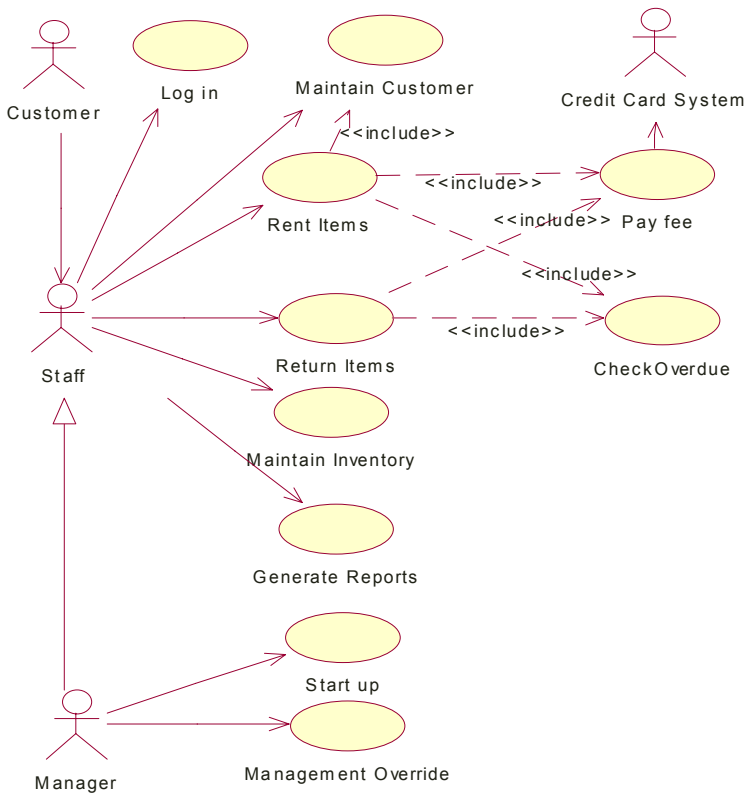 Customer
Log in
Maintain Customer
Credit Card System
<<include>>
Rent Items
<<include>>
Pay fee
<<include>>
<<include>>
Staff
Return Items
<<include>>
CheckOverdue
Maintain Inventory
Generate Reports
Start up
Manager
Management Override